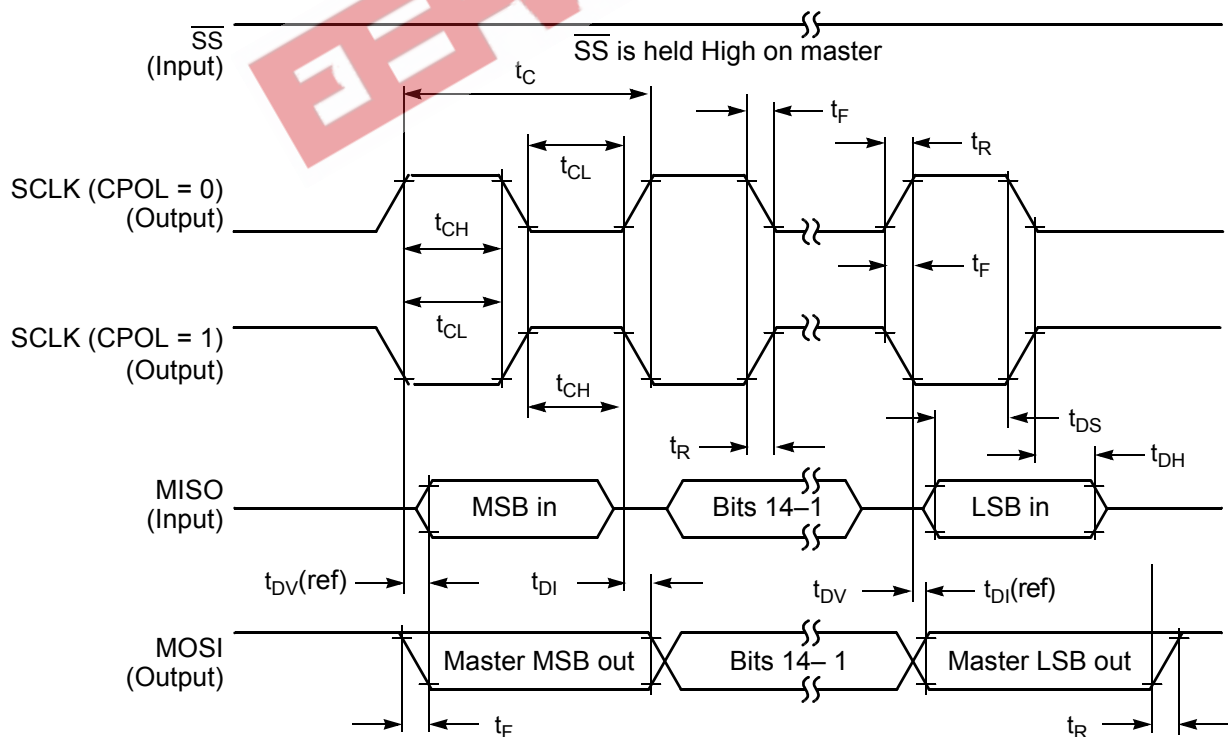 SS
(Input)
SS is held High on master
tC
tF
tR
tCL
SCLK (CPOL = 0)
(Output)
tCH
tF
tCL
SCLK (CPOL = 1)
(Output)
tCH
tDS
tR
tDH
MISO
(Input)
MSB in
Bits 14–1
LSB in
tDV(ref)
tDI
tDV
tDI(ref)
MOSI
(Output)
Master MSB out
Bits 14– 1
Master LSB out
tF
tR